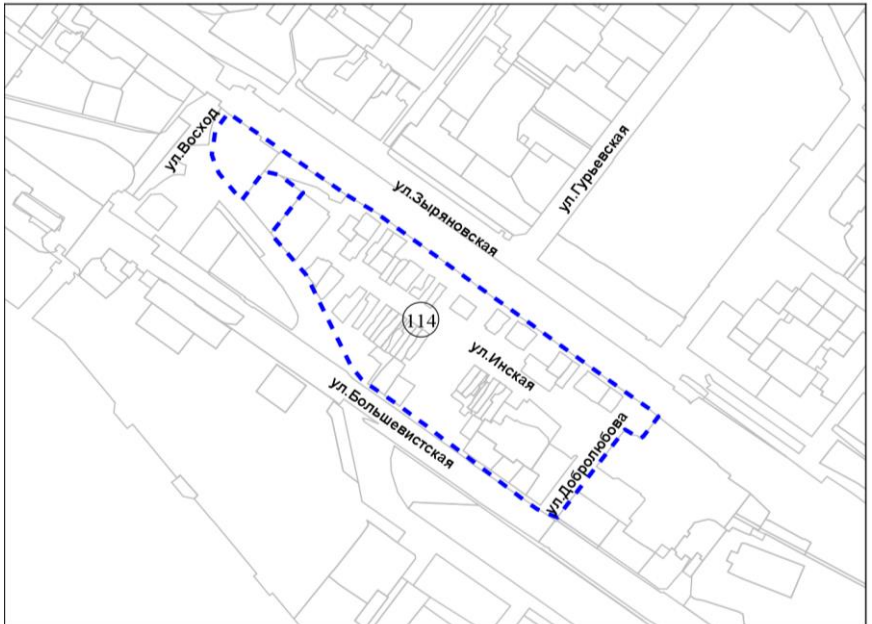 ул.Восход
ул.Зыряновская
ул.Гурьевская
114
ул.Инская
ул.Большевистская
ул.Добролюбова